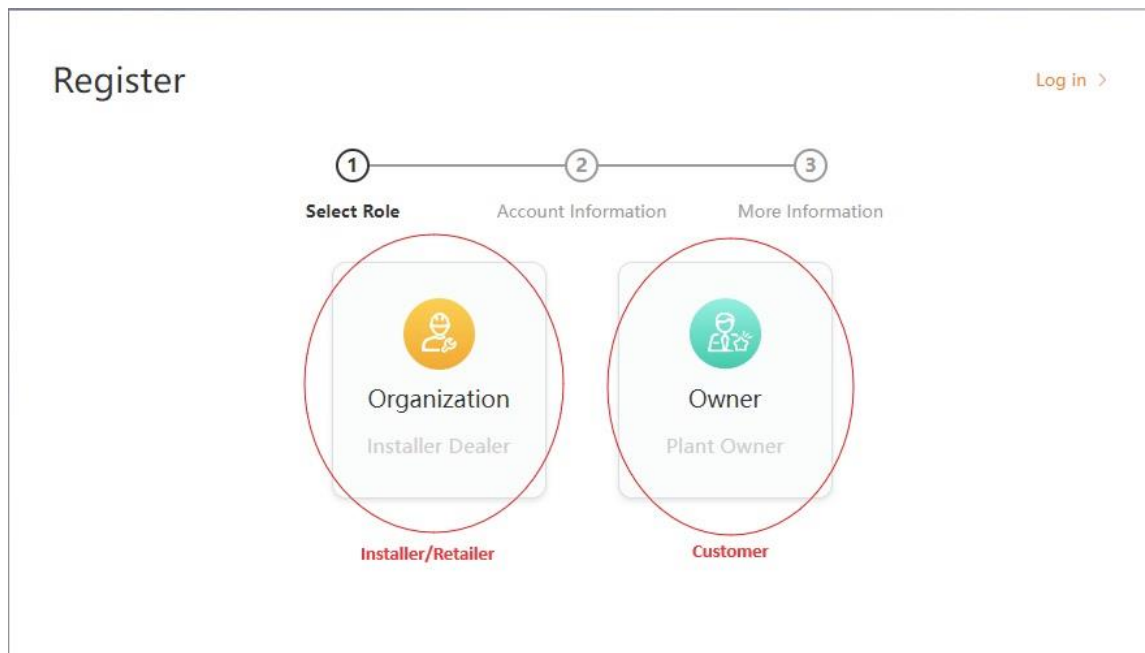 Register
Log in >
1 2 3
Select Role Account Information More Information
Organization Owner
Installer Dealer Plant Owner
Installer/Retailer Customer